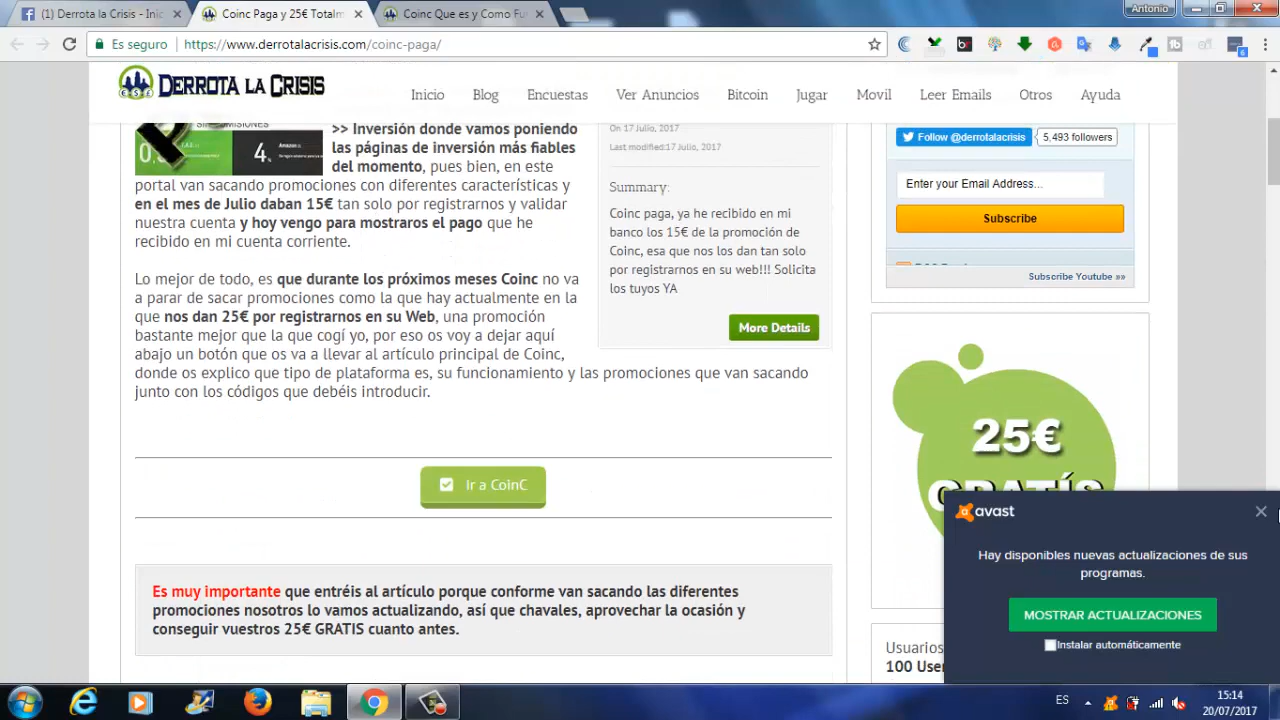 (1) Derrota la Crisis - Inic
Coinc Paga y 25€ Totalm
Coinc Que es y Como Fun
Antonio
Es seguro
https://www.derrotalacrisis.com/coinc-paga/
DERROTA LA CRISIS
Inicio
Blog
Encuestas
Ver Anuncios
Bitcoin
Jugar
Movil
Leer Emails
Otros
Ayuda
4%
>> Inversión donde vamos poniendo
las páginas de inversión más fiables
del momento, pues bien, en este
portal van sacando promociones con diferentes características y
en el mes de Julio daban 15€ tan solo por registrarnos y validar
nuestra cuenta y hoy vengo para mostraros el pago que he
recibido en mi cuenta corriente.
Lo mejor de todo, es que durante los próximos meses Coinc no va
a parar de sacar promociones como la que hay actualmente en la
que nos dan 25€ por registrarnos en su Web, una promoción
bastante mejor que la que cogí yo, por eso os voy a dejar aquí
abajo un botón que os va a llevar al artículo principal de Coinc,
donde os explico que tipo de plataforma es, su funcionamiento y las promociones que van sacando
junto con los códigos que debéis introducir.
Ir a CoinC
Es muy importante que entréis al artículo porque conforme van sacando las diferentes
promociones nosotros lo vamos actualizando, así que chavales, aprovechar la ocasión y
conseguir vuestros 25€ GRATIS cuanto antes.
On 17 Julio, 2017
Last modified:17 Julio, 2017
Summary:
Coinc paga, ya he recibido en mi
banco los 15€ de la promoción de
Coinc, esa que nos los dan tan solo
por registrarnos en su web!!! Solicita
los tuyos YA
More Details
Follow @derrotalacrisis
5,493 followers
Enter your Email Address...
Subscribe
Subscribe Youtube »»
25€
GRATÍS
Usuarios
100 User
avast
Hay disponibles nuevas actualizaciones de sus
programas.
MOSTRAR ACTUALIZACIONES
Instalar automáticamente
ES
15:14
20/07/2017